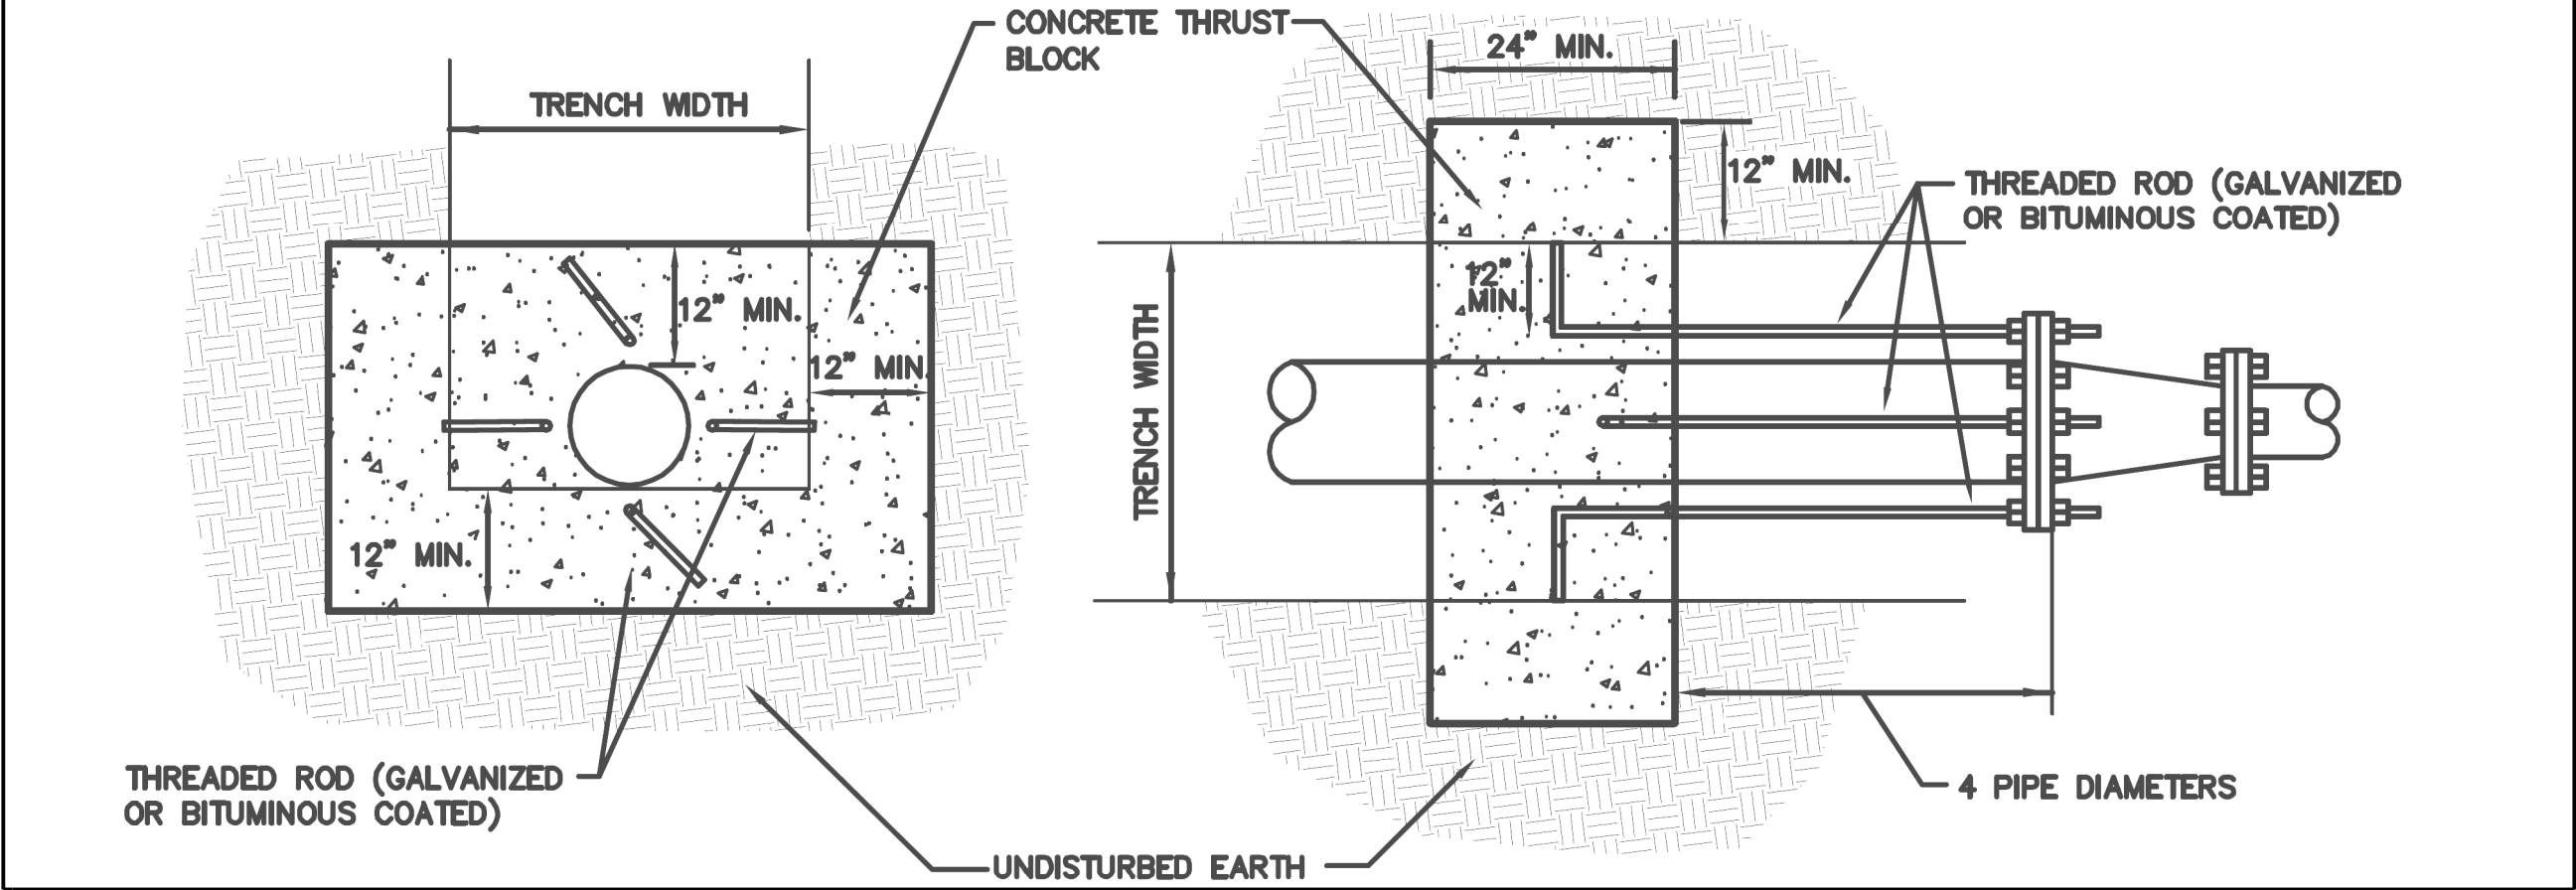 CONCRETE THRUST
BLOCK
TRENCH WIDTH
12” MIN.
12” MIN.
12” MIN.
THREADED ROD (GALVANIZED
OR BITUMINOUS COATED)
UNDISTURBED EARTH
24” MIN.
12” MIN.
THREADED ROD (GALVANIZED
OR BITUMINOUS COATED)
12”
MIN.
TRENCH WIDTH
4 PIPE DIAMETERS